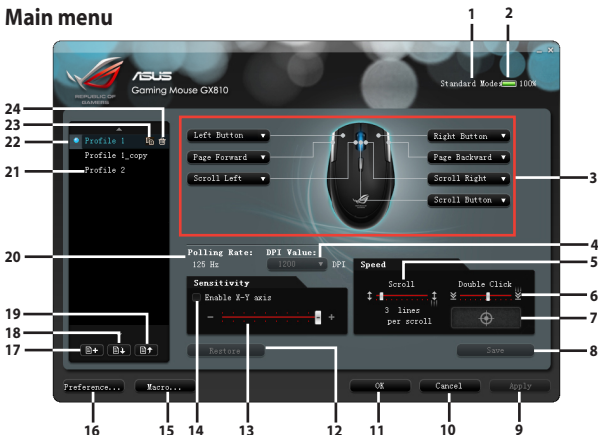 Main menu
1 2
REPUBLIC OF
GAMERS
ASUS
Gaming Mouse GX810
Standard Mode: 100%
24
23
22 Profile 1
Profile 1_copy
21 Profile 2
Left Button Right Button
Page Forward Page Backward
Scroll Left Scroll Right 3
Scroll Button
20 Polling Rate: DPI Value: 4
125 Hz 1200 DPI
Speed 5
Sensitivity
Enable X-Y axis
Scroll Double Click
6
3 lines
per scroll
7
19
18
17
Restore Save 8
Preference... Macro... OK Cancel Apply
16 15 14 13 12 11 10 9